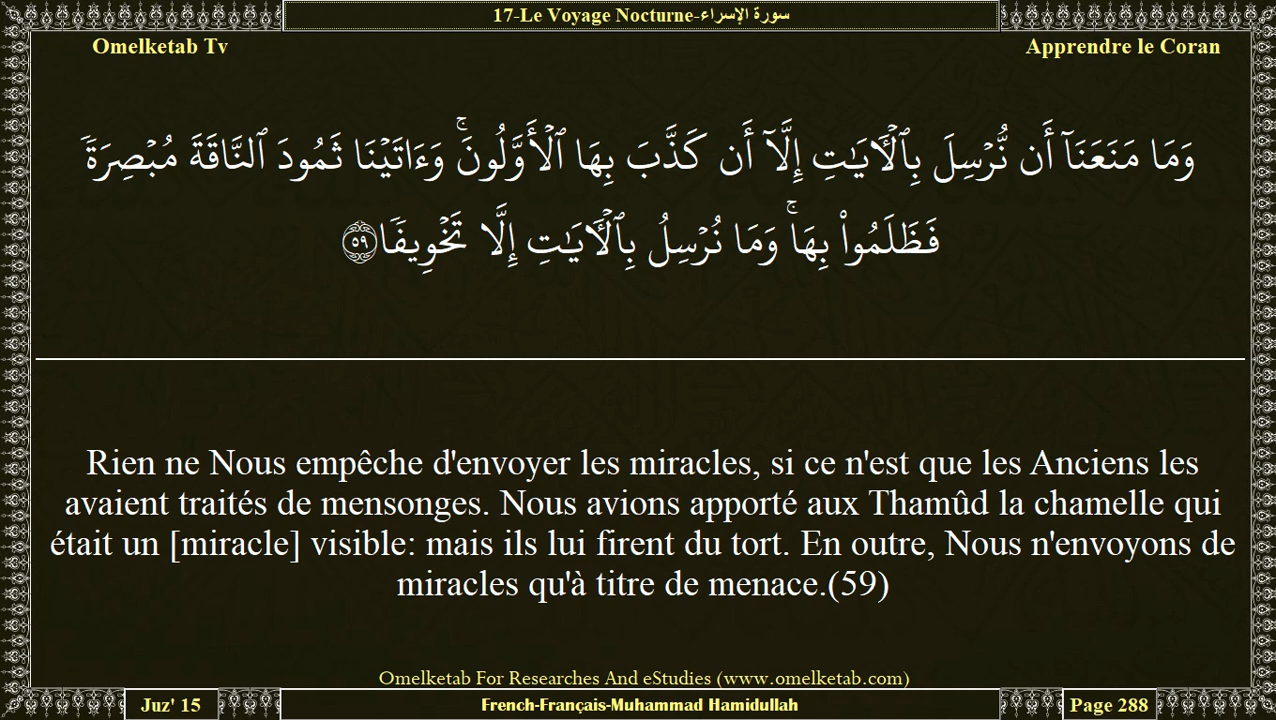 17-Le Voyage Nocturne-سورة الإسراء
Omelketab Tv
Apprendre le Coran
وَمَا مَنَعَنَآ أَن نُّرۡسِلَ بِٱلۡأٓيَٰتِ إِلَّآ أَن كَذَّبَ بِهَا ٱلۡأَوَّلُونَۚ وَءَاتَيۡنَا ثَمُودَ ٱلنَّاقَةَ مُبۡصِرَةٗ
فَظَلَمُواْ بِهَاۚ وَمَا نُرۡسِلُ بِٱلۡأٓيَٰتِ إِلَّا تَخۡوِيفٗا ٥٩
Rien ne Nous empêche d'envoyer les miracles, si ce n'est que les Anciens les
avaient traités de mensonges. Nous avions apporté aux Thamûd la chamelle qui
était un [miracle] visible: mais ils lui firent du tort. En outre, Nous n'envoyons de
miracles qu'à titre de menace.(59)
Omelketab For Researches And eStudies (www.omelketab.com)
Juz' 15
French-Français-Muhammad Hamidullah
Page 288